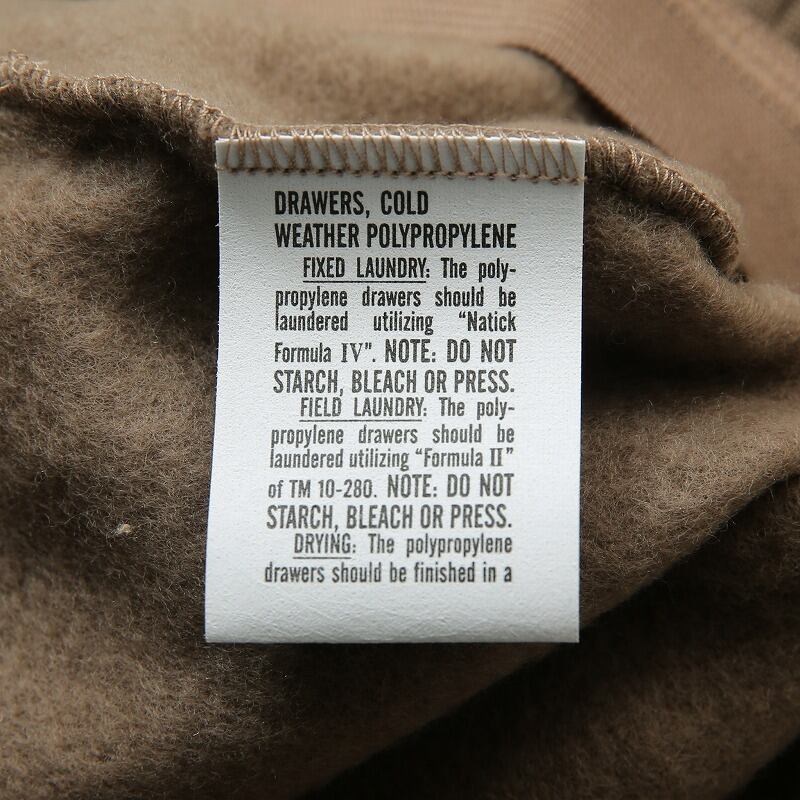 DRAWERS, COLD
WEATHER POLYPROPYLENE
FIXED LAUNDRY: The poly-
propylene drawers should be
laundered utilizing "Natick
Formula IV". NOTE: DO NOT
STARCH, BLEACH OR PRESS.
FIELD LAUNDRY: The poly-
propylene drawers should be
laundered utilizing "Formula II"
of TM 10-280. NOTE: DO NOT
STARCH, BLEACH OR PRESS.
DRYING: The polypropylene
drawers should be finished in a